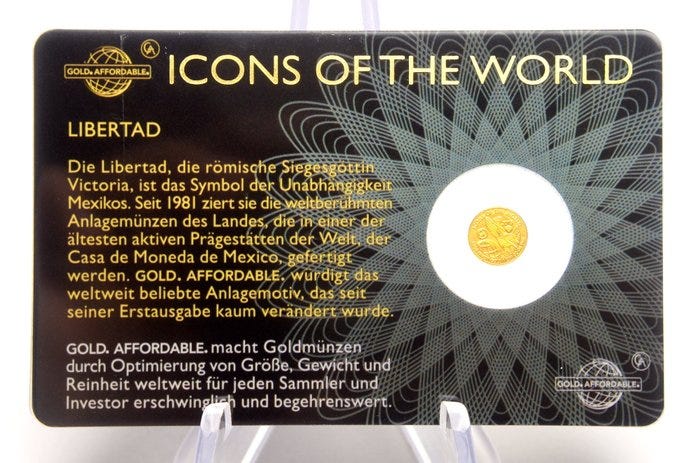 GOLD. AFFORDABLE.
CA
ICONS OF THE WORLD
LIBERTAD
Die Libertad, die römische Siegesgöttin
Victoria, ist das Symbol der Unabhängigkeit
Mexikos. Seit 1981 ziert sie die weltberühmten
Anlagemünzen des Landes, die in einer der
ältesten aktiven Prägestätten der Welt, der
Casa de Moneda de Mexico, gefertigt
werden. GOLD. AFFORDABLE. würdigt das
weltweit beliebte Anlagemotiv, das seit
seiner Erstausgabe kaum verändert wurde.
GOLD. AFFORDABLE. macht Goldmünzen
durch Optimierung von Größe, Gewicht und
Reinheit weltweit für jeden Sammler und
Investor erschwinglich und begehrenswert.
GOLD. AFFORDABLE.